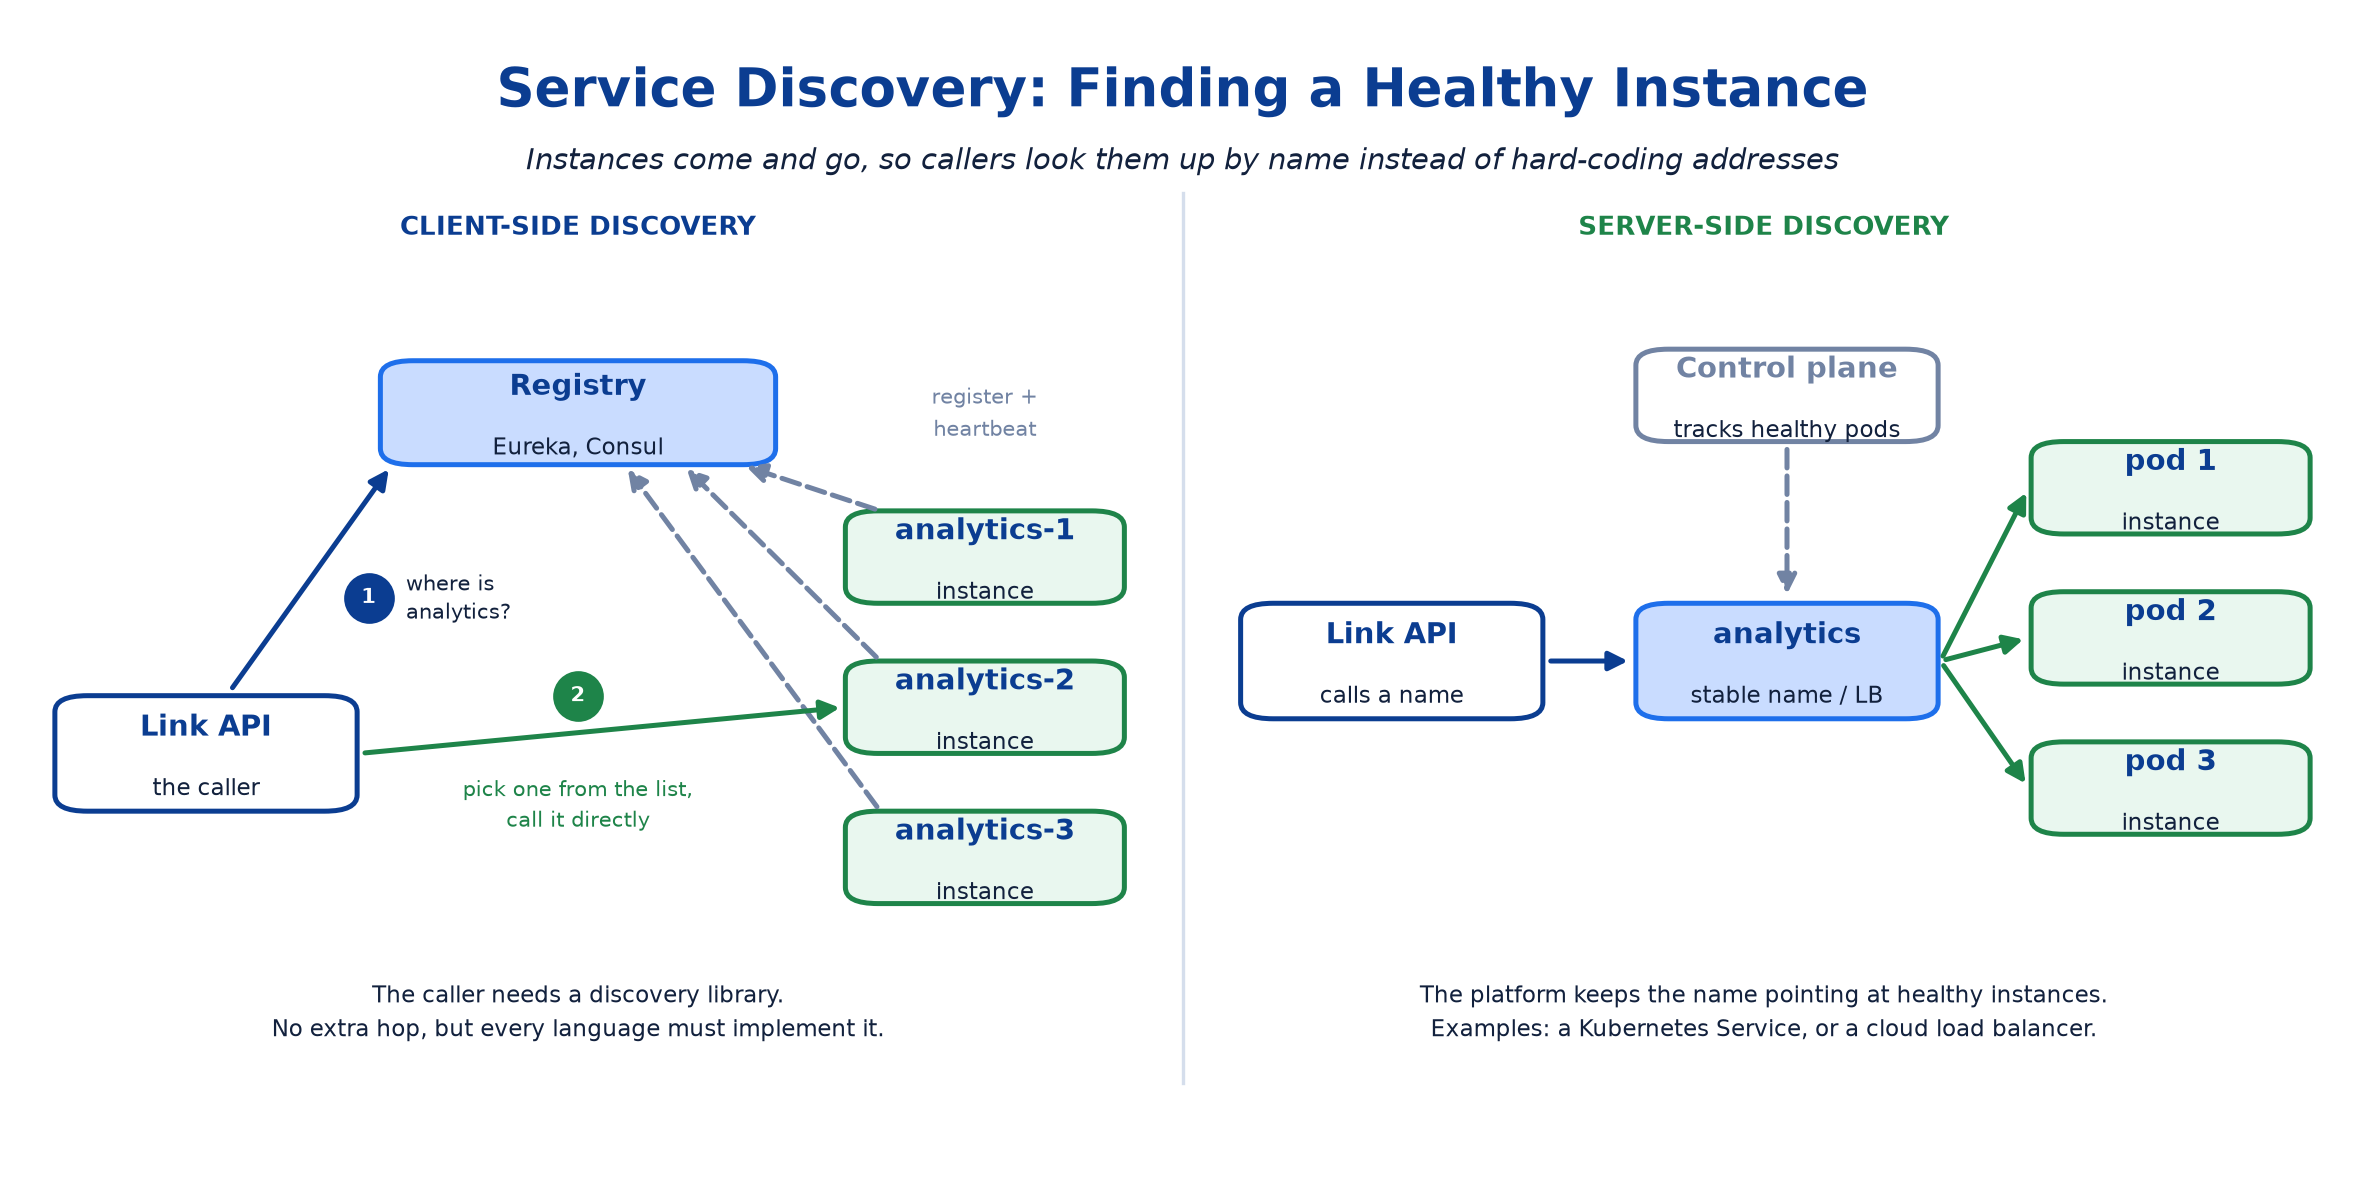 Service Discovery: Finding a Healthy Instance
Instances come and go, so callers look them up by name instead of hard-coding addresses
CLIENT-SIDE DISCOVERY
Registry
Eureka, Consul
register +
heartbeat
analytics-1
instance
1
where is
analytics?
analytics-2
instance
2
Link API
the caller
pick one from the list,
call it directly
analytics-3
instance
The caller needs a discovery library.
No extra hop, but every language must implement it.
SERVER-SIDE DISCOVERY
Control plane
tracks healthy pods
pod 1
instance
Link API
calls a name
analytics
stable name / LB
pod 2
instance
pod 3
instance
The platform keeps the name pointing at healthy instances.
Examples: a Kubernetes Service, or a cloud load balancer.